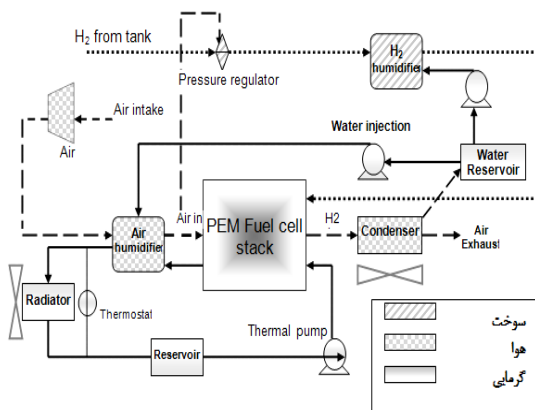 H2 from tank
Pressure regulator
H2
humidifier
Air intake
Air
Water injection
Water
Reservoir
Air
humidifier
Air in
PEM Fuel cell
stack
H2
Condenser
Air
Exhaust
Radiator
Thermostat
Reservoir
Thermal pump
سوخت
هوا
گرمایی